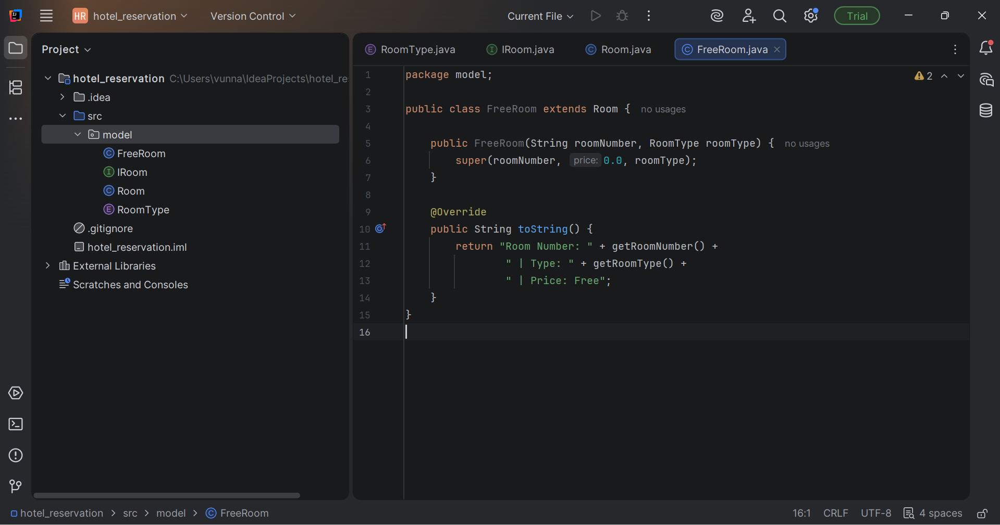 HR hotel_reservation Version Control Current File Trial
Project
hotel_reservation C:\Users\vunna\IdeaProjects\hotel_re
.idea
src
model
C FreeRoom
I IRoom
C Room
E RoomType
.gitignore
hotel_reservation.iml
External Libraries
Scratches and Consoles
E RoomType.java I IRoom.java C Room.java C FreeRoom.java
2
1 package model;
2
3 public class FreeRoom extends Room { no usages
4
5 public FreeRoom(String roomNumber, RoomType roomType) { no usages
6 super(roomNumber, price: 0.0, roomType);
7 }
8
9 @Override
10 public String toString() {
11 return "Room Number: " + getRoomNumber() +
12 " | Type: " + getRoomType() +
13 " | Price: Free";
14 }
15 }
16
hotel_reservation > src > model > C FreeRoom 16:1 CRLF UTF-8 4 spaces